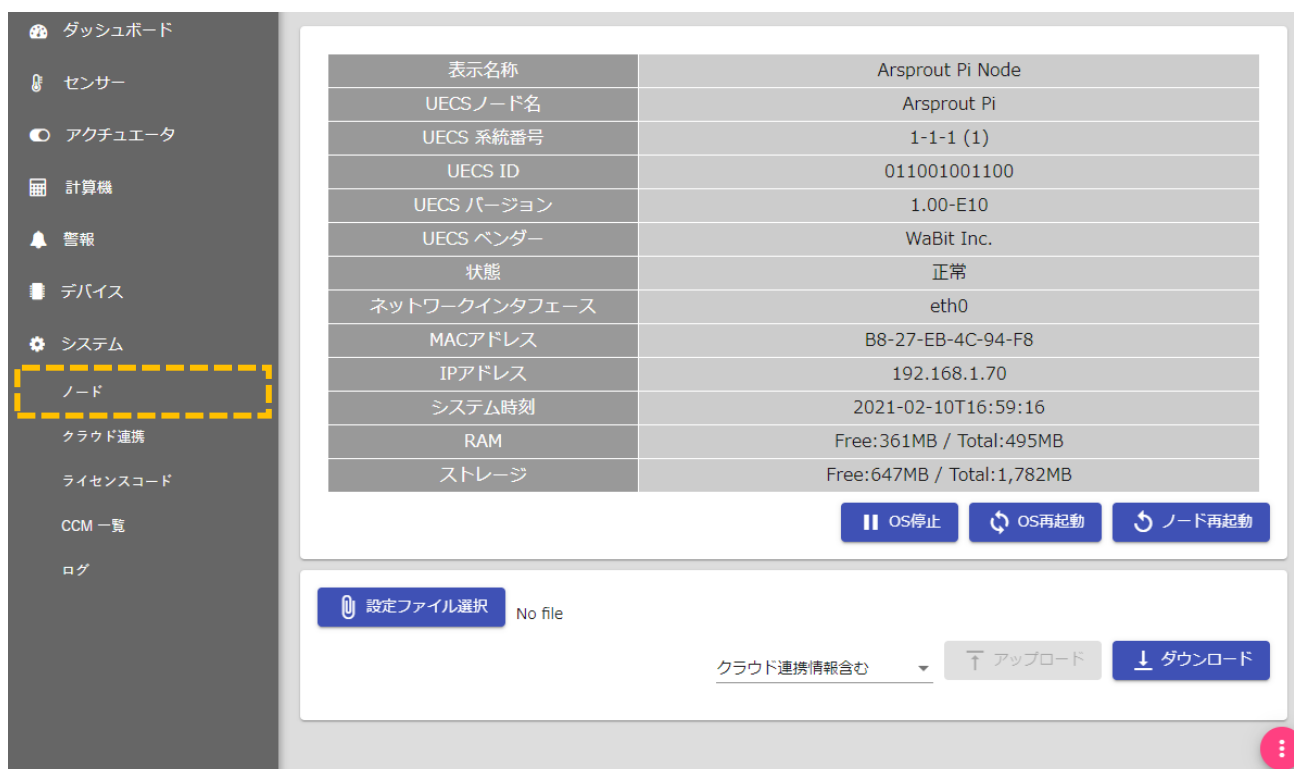 ダッシュボード
センサー
アクチュエータ
計算機
警報
デバイス
システム
ノード
クラウド連携
ライセンスコード
CCM 一覧
ログ
表示名称 Arsprout Pi Node
UECSノード名 Arsprout Pi
UECS 系統番号 1-1-1 (1)
UECS ID 011001001100
UECS バージョン 1.00-E10
UECS ベンダー WaBit Inc.
状態 正常
ネットワークインタフェース eth0
MACアドレス B8-27-EB-4C-94-F8
IPアドレス 192.168.1.70
システム時刻 2021-02-10T16:59:16
RAM Free:361MB / Total:495MB
ストレージ Free:647MB / Total:1,782MB
OS停止 OS再起動 ノード再起動
設定ファイル選択 No file
クラウド連携情報含む アップロード ダウンロード